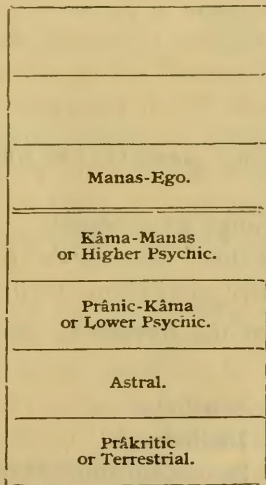 Manas-Ego.
Kâma-Manas
or Higher Psychic.
Prânic-Kâma
or Lower Psychic.
Astral.
Prâkritic
or Terrestrial.